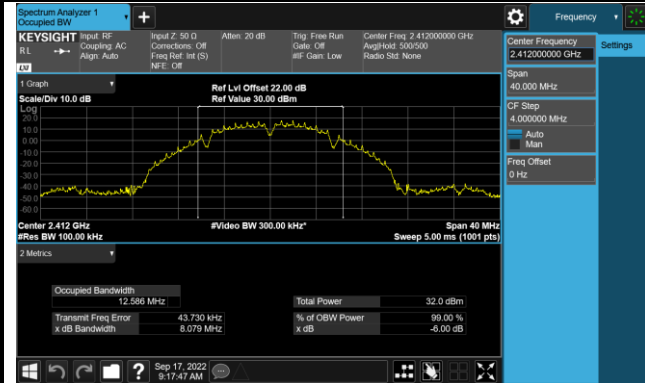 Spectrum Analyzer 1
Occupied BW
+
Frequency
KEYSIGHT
RL
LXI
Input: RF
Coupling: AC
Align: Auto
Input Z: 50 Ω
Corrections: Off
Freq Ref: Int (S)
NFE: Off
Atten: 20 dB
Trig: Free Run
Gate: Off
#IF Gain: Low
Center Freq: 2.412000000 GHz
Avg|Hold: 500/500
Radio Std: None
Center Frequency
2.412000000 GHz
Settings
Span
40.000 MHz
CF Step
4.000000 MHz
Auto
Man
Freq Offset
0 Hz
1 Graph
Scale/Div 10.0 dB
Ref Lvl Offset 22.00 dB
Ref Value 30.00 dBm
Log
20.0
10.0
0.00
-10.0
-20.0
-30.0
-40.0
-50.0
-60.0
Center 2.412 GHz
#Res BW 100.00 kHz
#Video BW 300.00 kHz*
Span 40 MHz
Sweep 5.00 ms (1001 pts)
2 Metrics
Occupied Bandwidth
12.586 MHz
Total Power 32.0 dBm
Transmit Freq Error 43.730 kHz
% of OBW Power 99.00 %
x dB Bandwidth 8.079 MHz
x dB -6.00 dB
?
Sep 17, 2022
9:17:47 AM